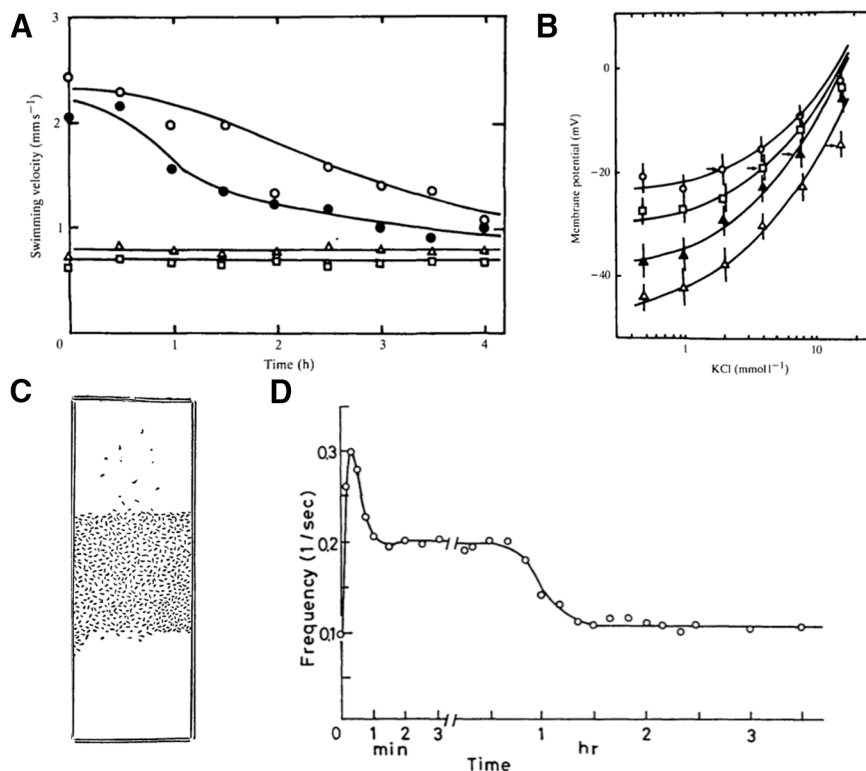 A
3
2
1
0
Swimming velocity (mm s⁻¹)
0 1 2 3 4
Time (h)
B
0
−20
−40
Membrane potential (mV)
1 10
KCl (mmol l⁻¹)
C
D
0.3
0.2
0.1
Frequency (1/sec)
0 1 2 3 1 2 3
min hr
Time